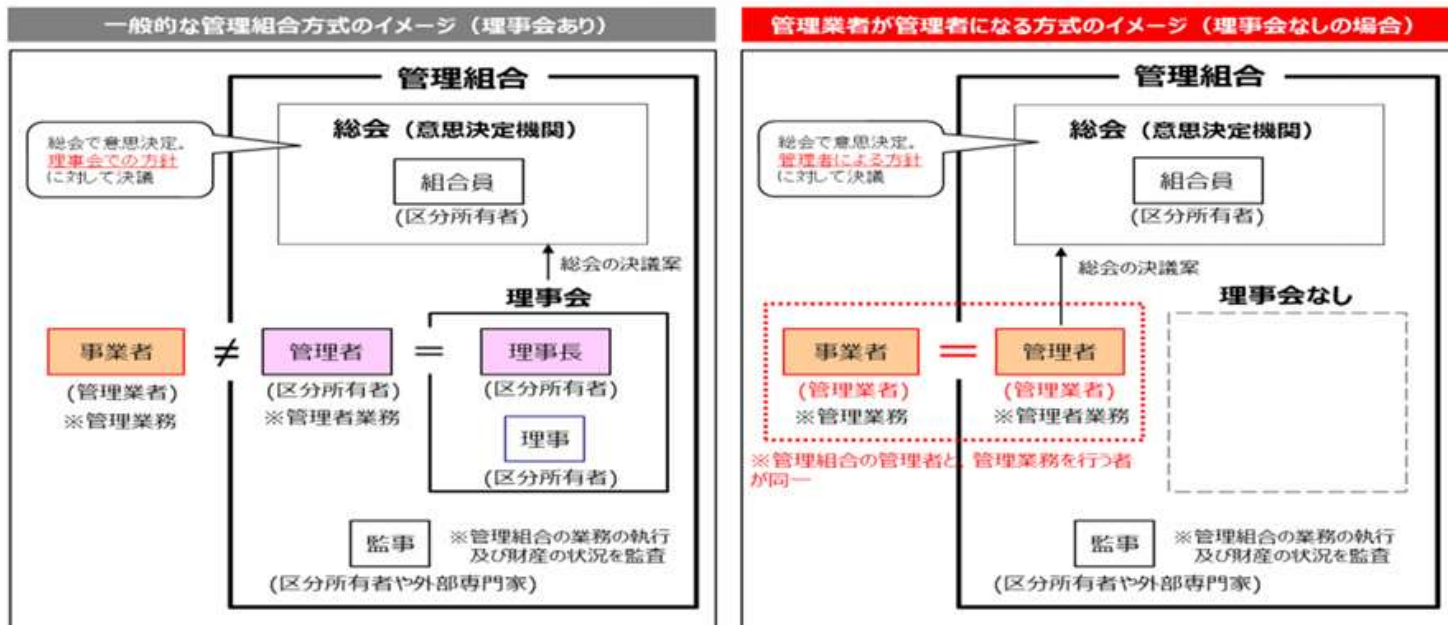 一般的な管理組合方式のイメージ（理事会あり）
管理組合
総会（意思決定機関）
総会で意思決定。
理事会での方針
に対して決議
組合員
(区分所有者)
総会の決議案
理事会
事業者
≠
管理者
＝
理事長
(管理業者)
(区分所有者)
(区分所有者)
※管理業務
※管理者業務
理事
(区分所有者)
監事
※管理組合の業務の執行
及び財産の状況を監査
(区分所有者や外部専門家)
管理業者が管理者になる方式のイメージ（理事会なしの場合）
管理組合
総会（意思決定機関）
総会で意思決定。
管理者による方針
に対して決議
組合員
(区分所有者)
総会の決議案
理事会なし
事業者
＝
管理者
(管理業者)
(管理業者)
※管理業務
※管理者業務
※管理組合の管理者と、管理業務を行う者
が同一
監事
※管理組合の業務の執行
及び財産の状況を監査
(区分所有者や外部専門家)